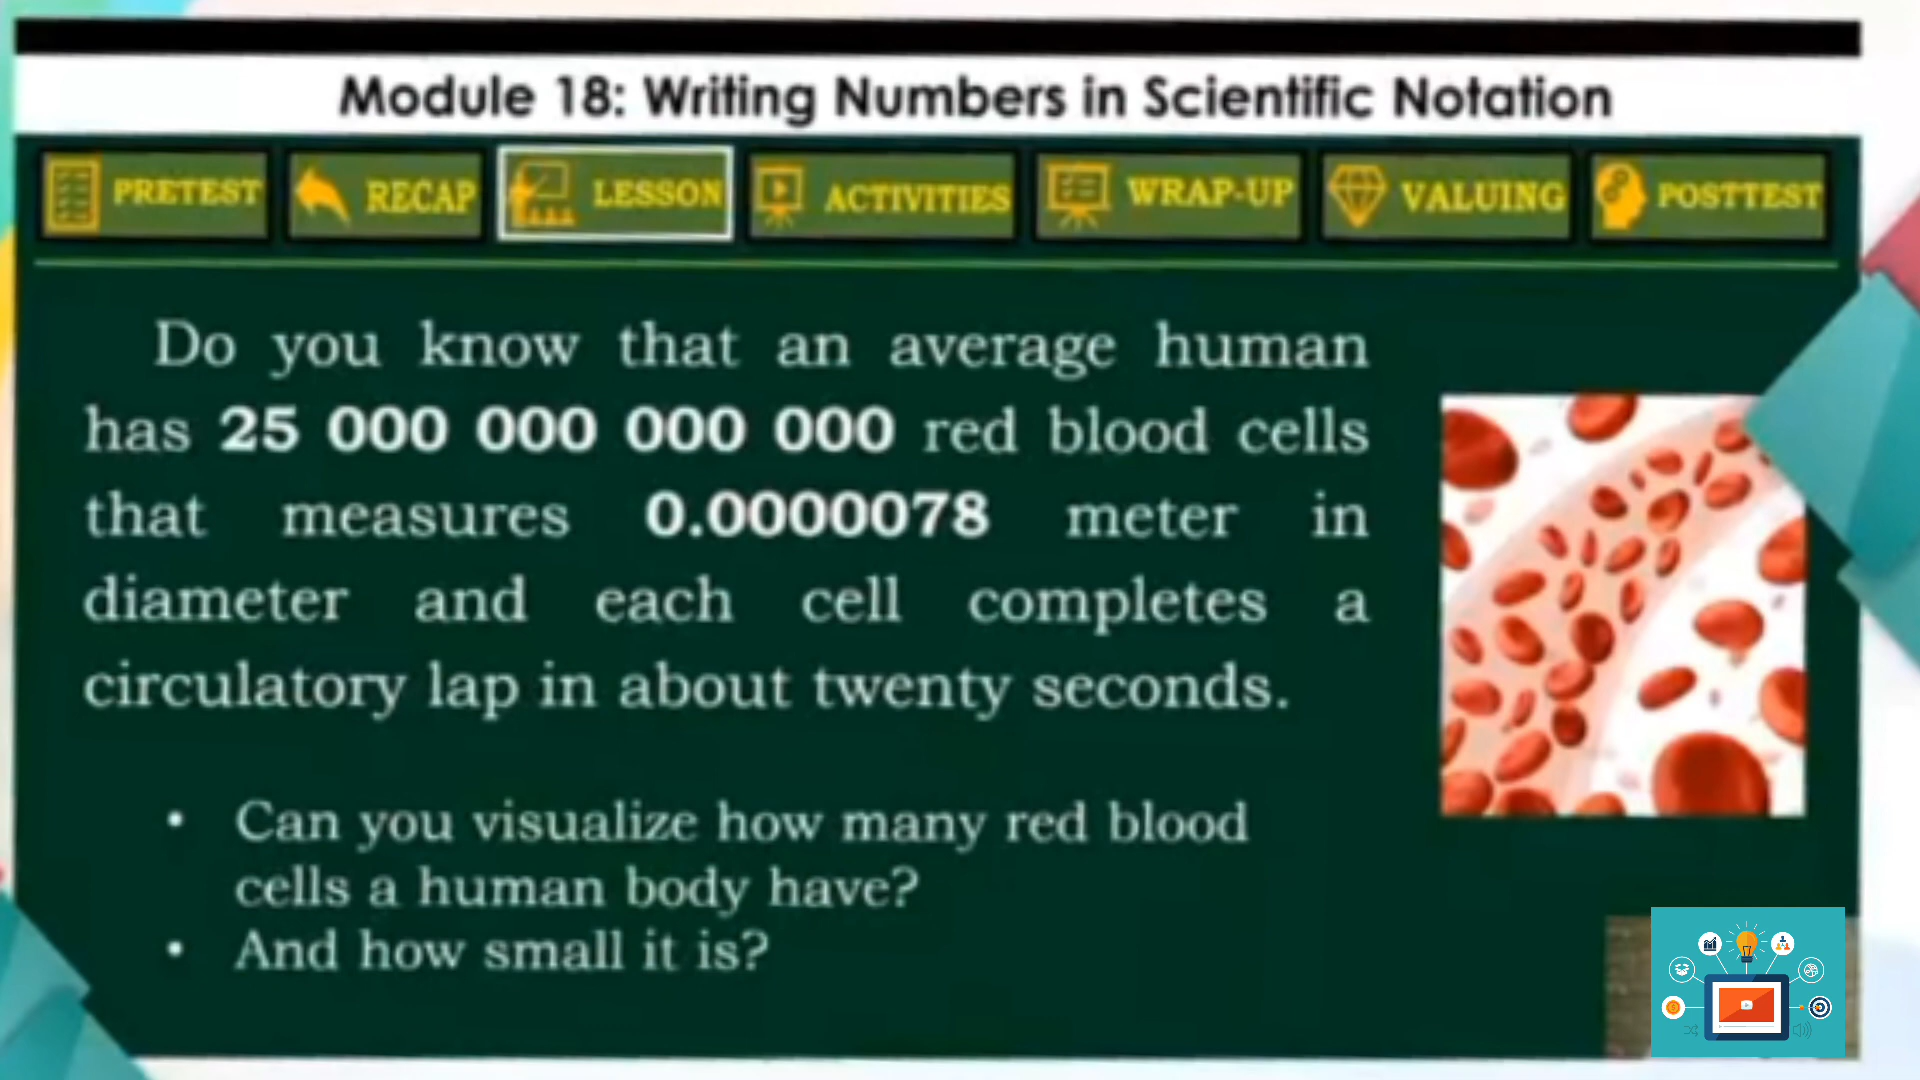 Module 18: Writing Numbers in Scientific Notation
PRETEST RECAP LESSON ACTIVITIES WRAP-UP VALUING POSTTEST
Do you know that an average human
has 25 000 000 000 000 red blood cells
that measures 0.0000078 meter in
diameter and each cell completes a
circulatory lap in about twenty seconds.
• Can you visualize how many red blood
cells a human body have?
• And how small it is?